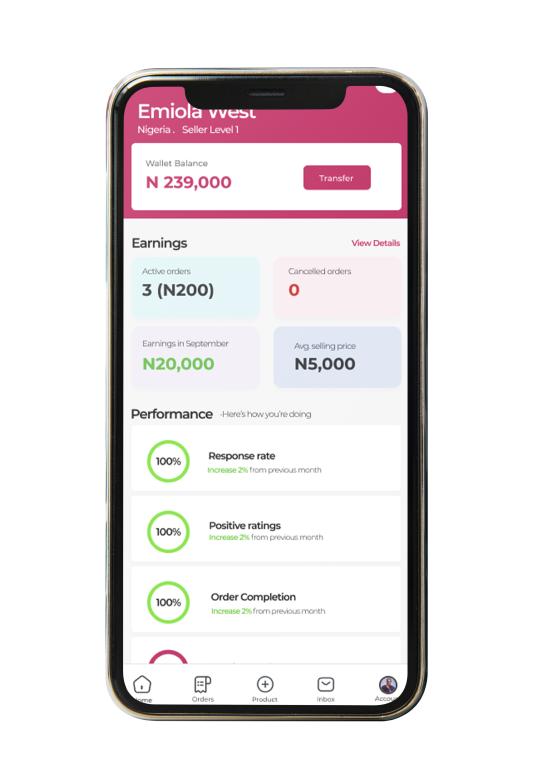 Emiola West
Nigeria . Seller Level 1
Wallet Balance
N 239,000
Transfer
Earnings
View Details
Active orders
3 (N200)
Cancelled orders
0
Earnings in September
N20,000
Avg. selling price
N5,000
Performance -Here's how you're doing
100%
Response rate
Increase 2% from previous month
100%
Positive ratings
Increase 2% from previous month
100%
Order Completion
Increase 2% from previous month
ome
Orders
Product
Inbox
Accou